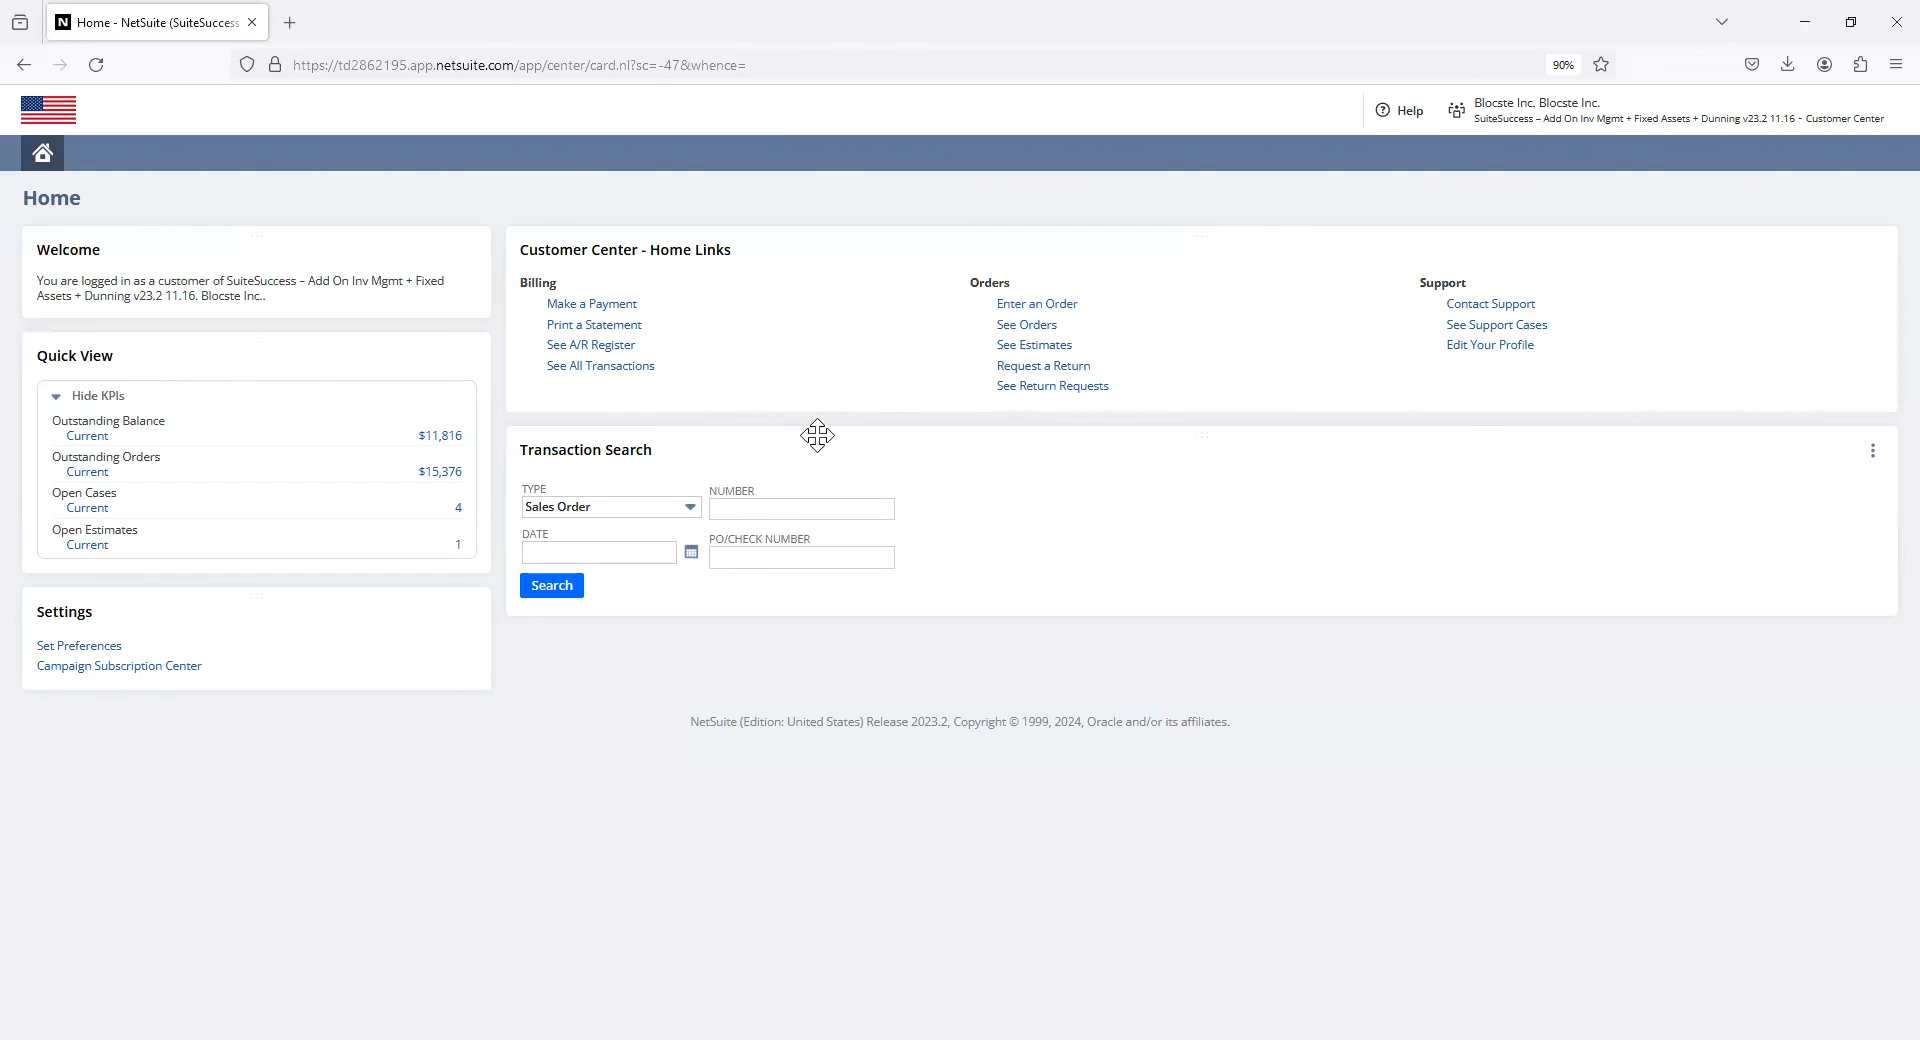 N Home - NetSuite (SuiteSuccess
https://td2862195.app.netsuite.com/app/center/card.nl?sc=-47&whence=
90%
Help
Blocste Inc. Blocste Inc.
SuiteSuccess – Add On Inv Mgmt + Fixed Assets + Dunning v23.2 11.16 - Customer Center
Home
Welcome
You are logged in as a customer of SuiteSuccess – Add On Inv Mgmt + Fixed
Assets + Dunning v23.2 11.16. Blocste Inc..
Quick View
Hide KPIs
Outstanding Balance
Current $11,816
Outstanding Orders
Current $15,376
Open Cases
Current 4
Open Estimates
Current 1
Settings
Set Preferences
Campaign Subscription Center
Customer Center - Home Links
Billing
Make a Payment
Print a Statement
See A/R Register
See All Transactions
Orders
Enter an Order
See Orders
See Estimates
Request a Return
See Return Requests
Support
Contact Support
See Support Cases
Edit Your Profile
Transaction Search
TYPE
Sales Order
NUMBER
DATE
PO/CHECK NUMBER
Search
NetSuite (Edition: United States) Release 2023.2, Copyright © 1999, 2024, Oracle and/or its affiliates.